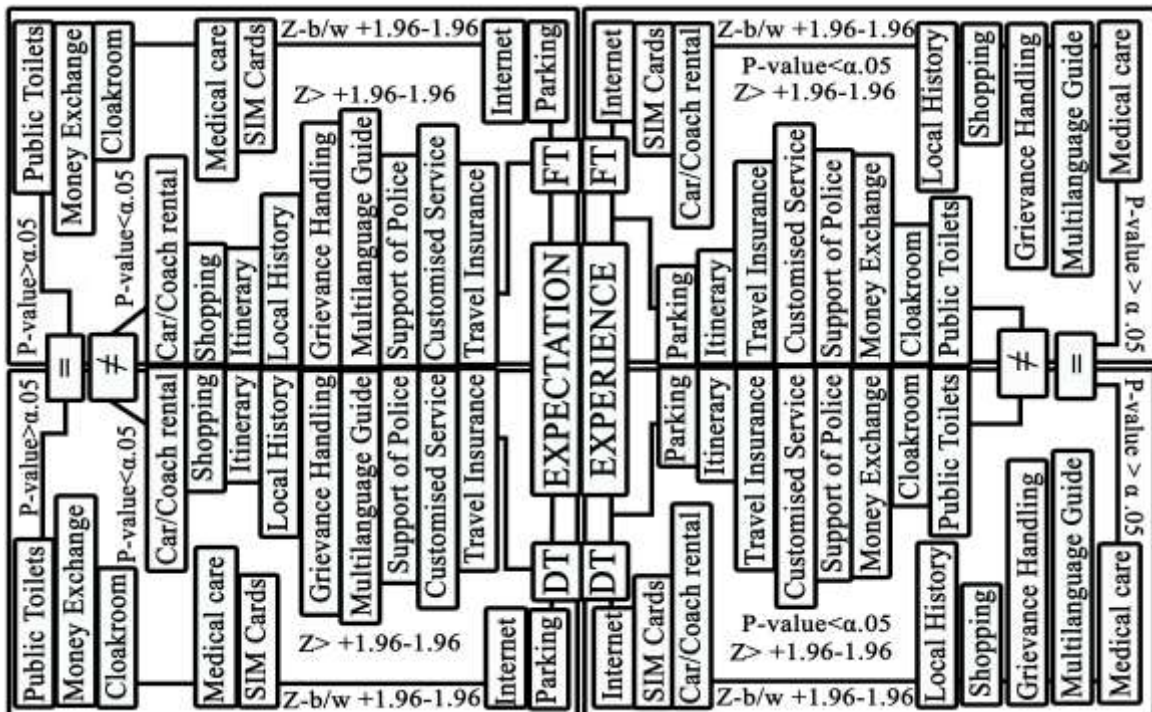 Z-b/w +1.96-1.96
Z> +1.96-1.96
Public Toilets
Money Exchange
Cloakroom
Medical care
SIM Cards
Internet
Parking
FT
P-value>α.05
P-value<α.05
=
≠
Car/Coach rental
Shopping
Itinerary
Local History
Grievance Handling
Multilanguage Guide
Support of Police
Customised Service
Travel Insurance
EXPECTATION
P-value>α.05
P-value<α.05
Car/Coach rental
Shopping
Itinerary
Local History
Grievance Handling
Multilanguage Guide
Support of Police
Customised Service
Travel Insurance
DT
Public Toilets
Money Exchange
Cloakroom
Medical care
SIM Cards
Internet
Parking
Z> +1.96-1.96
Z-b/w +1.96-1.96
Z-b/w +1.96-1.96
P-value<α.05
Z> +1.96-1.96
FT
Internet
SIM Cards
Car/Coach rental
Local History
Shopping
Grievance Handling
Multilanguage Guide
Medical care
EXPERIENCE
Parking
Itinerary
Travel Insurance
Customised Service
Support of Police
Money Exchange
Cloakroom
Public Toilets
≠
=
P-value > α .05
Parking
Itinerary
Travel Insurance
Customised Service
Support of Police
Money Exchange
Cloakroom
Public Toilets
P-value > α .05
DT
Internet
SIM Cards
Car/Coach rental
Local History
Shopping
Grievance Handling
Multilanguage Guide
Medical care
P-value<α.05
Z> +1.96-1.96
Z-b/w +1.96-1.96